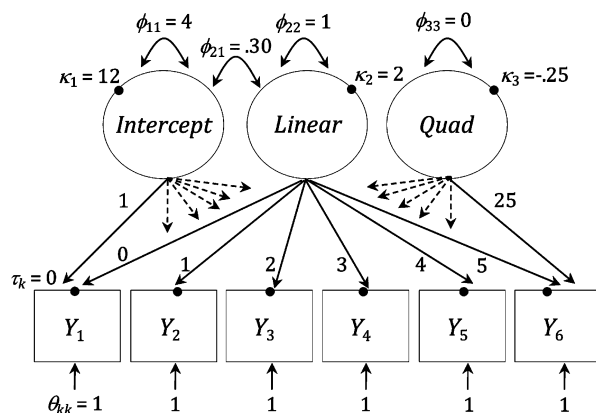 ϕ₁₁ = 4
ϕ₂₁ = .30
ϕ₂₂ = 1
ϕ₃₃ = 0
κ₁ = 12
κ₂ = 2
κ₃ = -.25
Intercept
Linear
Quad
1
0
1
2
3
4
5
25
τₖ = 0
Y₁
Y₂
Y₃
Y₄
Y₅
Y₆
θₖₖ = 1
1
1
1
1
1